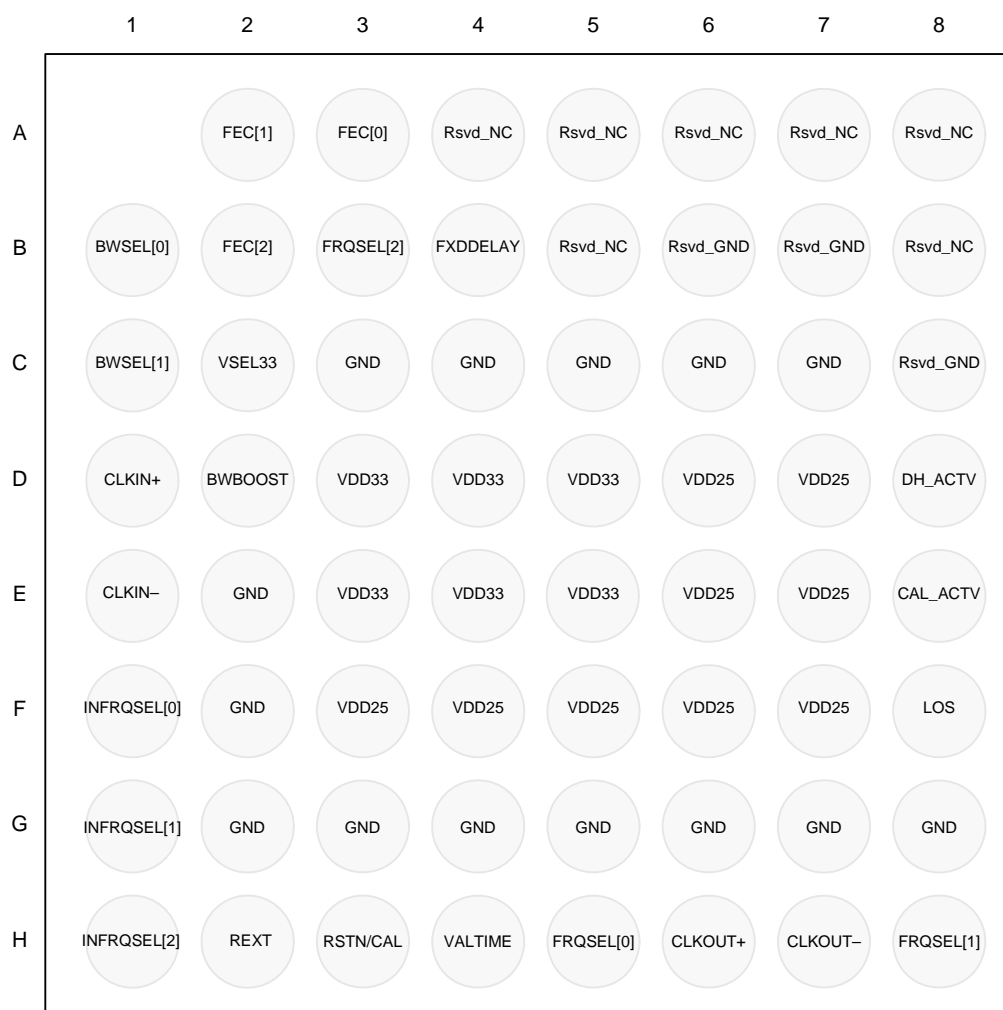 1 2 3 4 5 6 7 8
A FEC[1] FEC[0] Rsvd_NC Rsvd_NC Rsvd_NC Rsvd_NC Rsvd_NC
B BWSEL[0] FEC[2] FRQSEL[2] FXDDELAY Rsvd_NC Rsvd_GND Rsvd_GND Rsvd_NC
C BWSEL[1] VSEL33 GND GND GND GND GND Rsvd_GND
D CLKIN+ BWBOOST VDD33 VDD33 VDD33 VDD25 VDD25 DH_ACTV
E CLKIN– GND VDD33 VDD33 VDD33 VDD25 VDD25 CAL_ACTV
F INFRQSEL[0] GND VDD25 VDD25 VDD25 VDD25 VDD25 LOS
G INFRQSEL[1] GND GND GND GND GND GND GND
H INFRQSEL[2] REXT RSTN/CAL VALTIME FRQSEL[0] CLKOUT+ CLKOUT– FRQSEL[1]